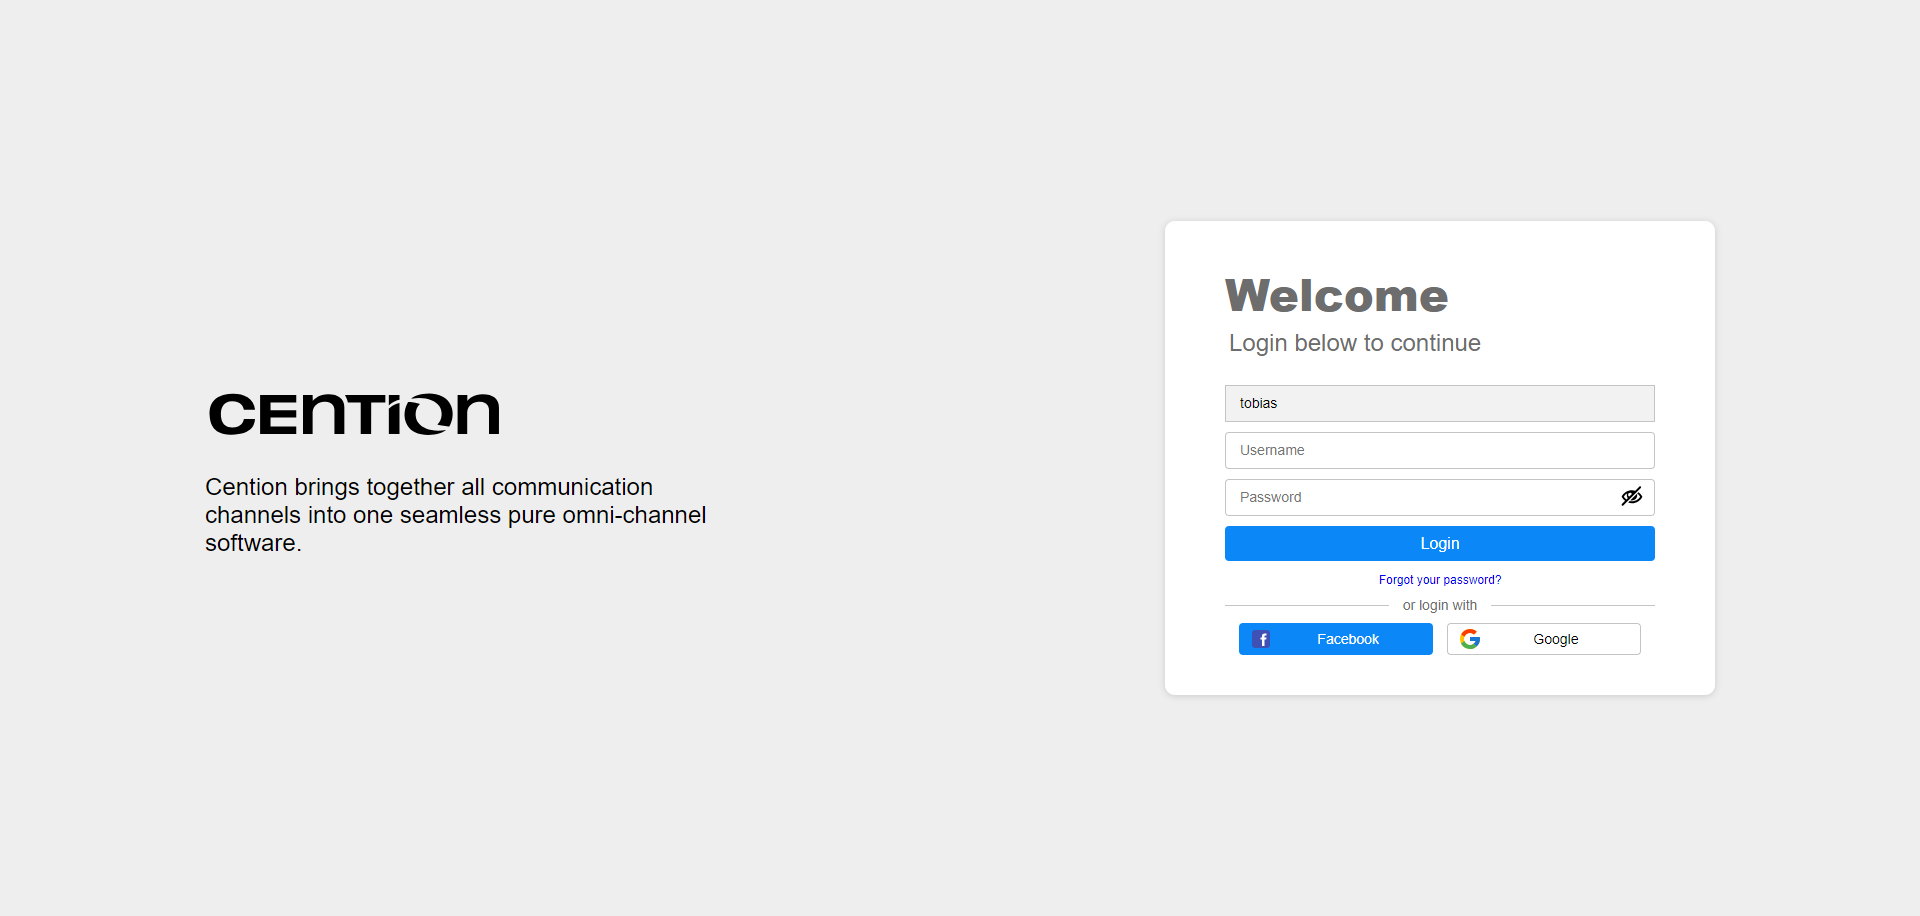 CENTION
Cention brings together all communication
channels into one seamless pure omni-channel
software.
Welcome
Login below to continue
tobias
Username
Password
Login
Forgot your password?
or login with
Facebook
Google